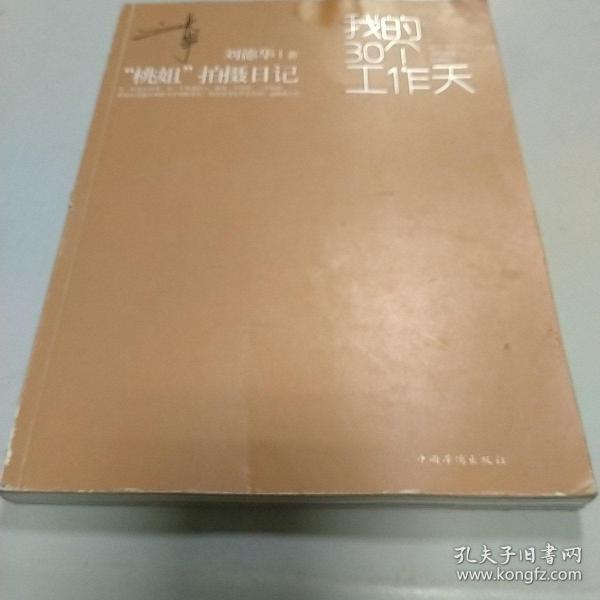 刘德华 | 著
“桃姐”拍摄日记
我的
30个
工作天
中国华侨出版社
孔夫子旧书网
www.kongfz.com